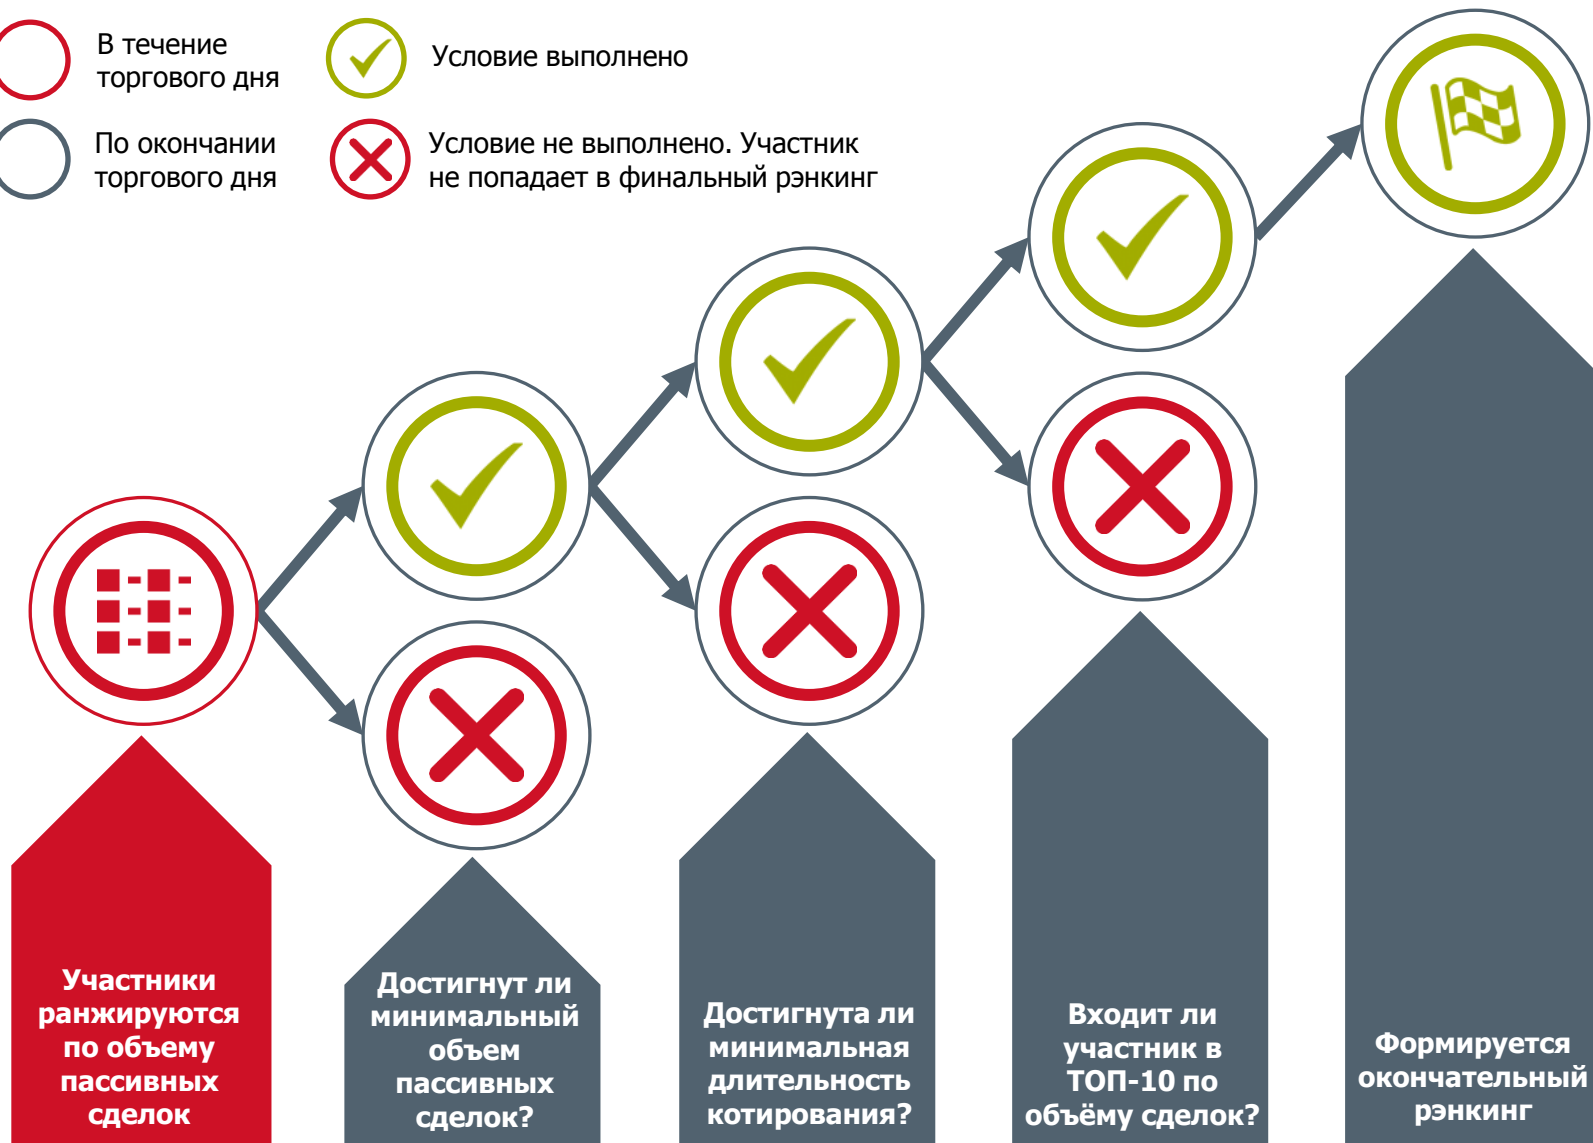 В течение
торгового дня
Условие выполнено
По окончании
торгового дня
Условие не выполнено. Участник
не попадает в финальный рэнкинг
Участники
ранжируются
по объему
пассивных
сделок
Достигнут ли
минимальный
объем
пассивных
сделок?
Достигнута ли
минимальная
длительность
котирования?
Входит ли
участник в
ТОП-10 по
объёму сделок?
Формируется
окончательный
рэнкинг